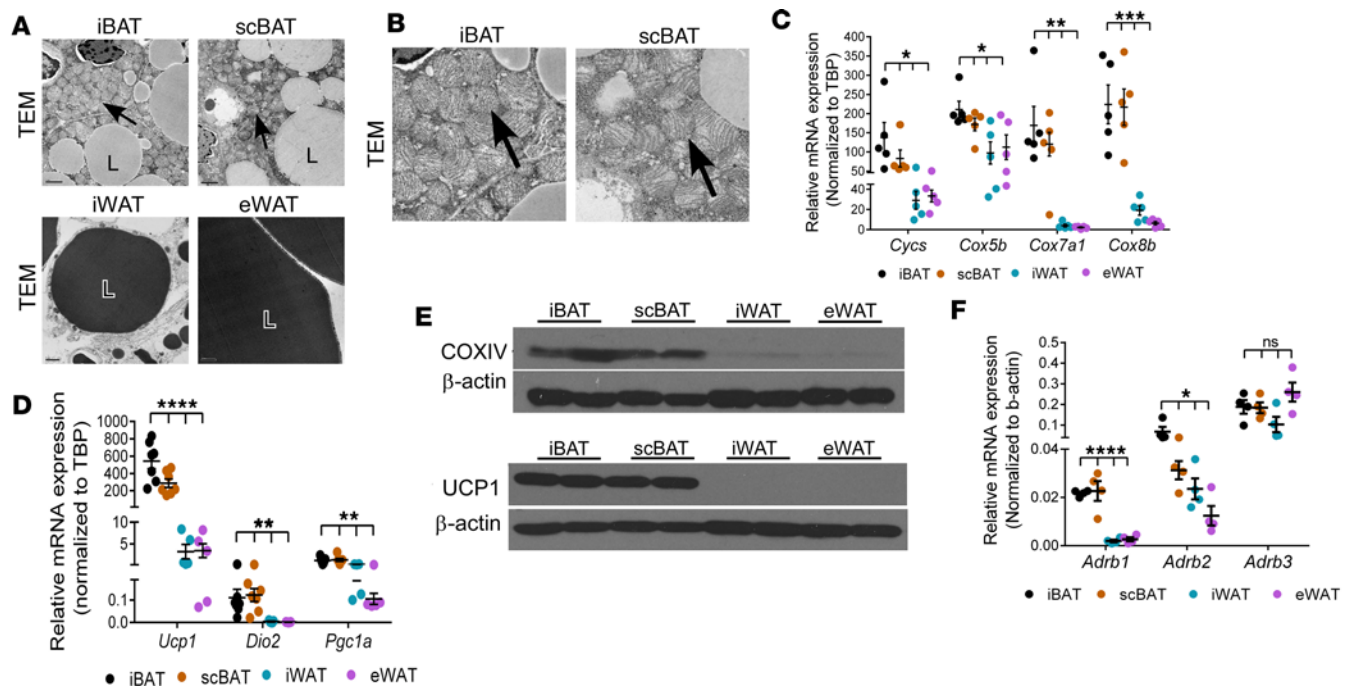 A
iBAT
scBAT
TEM
L
L
iWAT
eWAT
TEM
L
L
B
iBAT
scBAT
TEM
C
Relative mRNA expression
(Normalized to TBP)
400
350
300
250
200
150
100
50
40
20
0
*
*
**
***
Cycs
Cox5b
Cox7a1
Cox8b
iBAT
scBAT
iWAT
eWAT
D
Relative mRNA expression
(normalized to TBP)
1000
800
600
400
200
10
5
0.1
0.0
****
**
**
Ucp1
Dio2
Pgc1a
iBAT
scBAT
iWAT
eWAT
E
iBAT
scBAT
iWAT
eWAT
COXIV
β-actin
iBAT
scBAT
iWAT
eWAT
UCP1
β-actin
F
Relative mRNA expression
(Normalized to b-actin)
0.5
0.4
0.3
0.2
0.1
0.04
0.02
0.00
****
*
ns
Adrb1
Adrb2
Adrb3
iBAT
scBAT
iWAT
eWAT